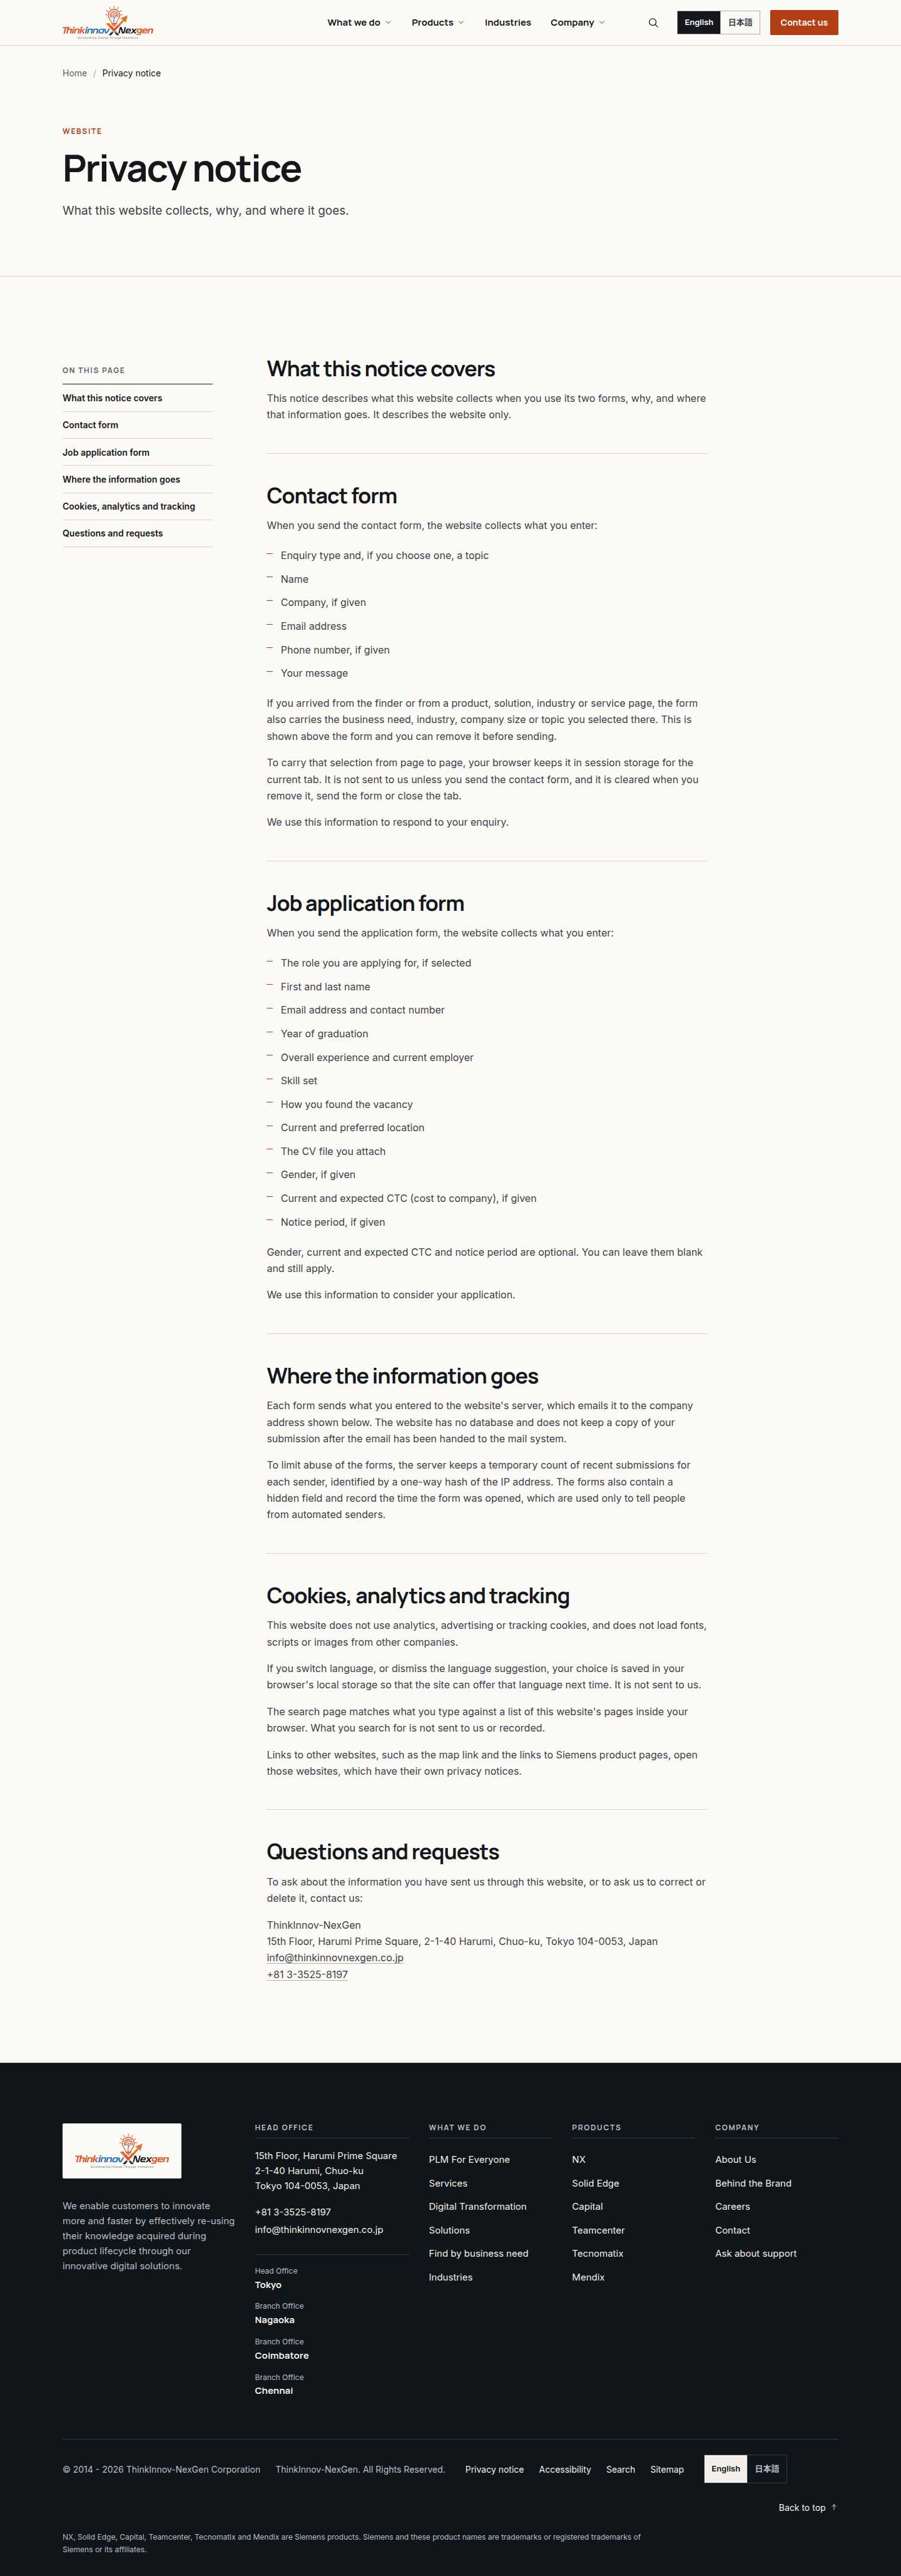 ThinkinnovXNexgen
What we do
Products
Industries
Company
English
日本語
Contact us
Home / Privacy notice
WEBSITE
Privacy notice
What this website collects, why, and where it goes.
ON THIS PAGE
What this notice covers
Contact form
Job application form
Where the information goes
Cookies, analytics and tracking
Questions and requests
What this notice covers
This notice describes what this website collects when you use its two forms, why, and where
that information goes. It describes the website only.
Contact form
When you send the contact form, the website collects what you enter:
Enquiry type and, if you choose one, a topic
Name
Company, if given
Email address
Phone number, if given
Your message
If you arrived from the finder or from a product, solution, industry or service page, the form
also carries the business need, industry, company size or topic you selected there. This is
shown above the form and you can remove it before sending.
To carry that selection from page to page, your browser keeps it in session storage for the
current tab. It is not sent to us unless you send the contact form, and it is cleared when you
remove it, send the form or close the tab.
We use this information to respond to your enquiry.
Job application form
When you send the application form, the website collects what you enter:
The role you are applying for, if selected
First and last name
Email address and contact number
Year of graduation
Overall experience and current employer
Skill set
How you found the vacancy
Current and preferred location
The CV file you attach
Gender, if given
Current and expected CTC (cost to company), if given
Notice period, if given
Gender, current and expected CTC and notice period are optional. You can leave them blank
and still apply.
We use this information to consider your application.
Where the information goes
Each form sends what you entered to the website's server, which emails it to the company
address shown below. The website has no database and does not keep a copy of your
submission after the email has been handed to the mail system.
To limit abuse of the forms, the server keeps a temporary count of recent submissions for
each sender, identified by a one-way hash of the IP address. The forms also contain a
hidden field and record the time the form was opened, which are used only to tell people
from automated senders.
Cookies, analytics and tracking
This website does not use analytics, advertising or tracking cookies, and does not load fonts,
scripts or images from other companies.
If you switch language, or dismiss the language suggestion, your choice is saved in your
browser's local storage so that the site can offer that language next time. It is not sent to us.
The search page matches what you type against a list of this website's pages inside your
browser. What you search for is not sent to us or recorded.
Links to other websites, such as the map link and the links to Siemens product pages, open
those websites, which have their own privacy notices.
Questions and requests
To ask about the information you have sent us through this website, or to ask us to correct or
delete it, contact us:
ThinkInnov-NexGen
15th Floor, Harumi Prime Square, 2-1-40 Harumi, Chuo-ku, Tokyo 104-0053, Japan
info@thinkinnovnexgen.co.jp
+81 3-3525-8197
ThinkinnovXNexgen
We enable customers to innovate
more and faster by effectively re-using
their knowledge acquired during
product lifecycle through our
innovative digital solutions.
HEAD OFFICE
15th Floor, Harumi Prime Square
2-1-40 Harumi, Chuo-ku
Tokyo 104-0053, Japan
+81 3-3525-8197
info@thinkinnovnexgen.co.jp
Head Office
Tokyo
Branch Office
Nagaoka
Branch Office
Coimbatore
Branch Office
Chennai
WHAT WE DO
PLM For Everyone
Services
Digital Transformation
Solutions
Find by business need
Industries
PRODUCTS
NX
Solid Edge
Capital
Teamcenter
Tecnomatix
Mendix
COMPANY
About Us
Behind the Brand
Careers
Contact
Ask about support
© 2014 - 2026 ThinkInnov-NexGen Corporation
ThinkInnov-NexGen. All Rights Reserved.
Privacy notice
Accessibility
Search
Sitemap
English
日本語
Back to top ↑
NX, Solid Edge, Capital, Teamcenter, Tecnomatix and Mendix are Siemens products. Siemens and these product names are trademarks or registered trademarks of
Siemens or its affiliates.